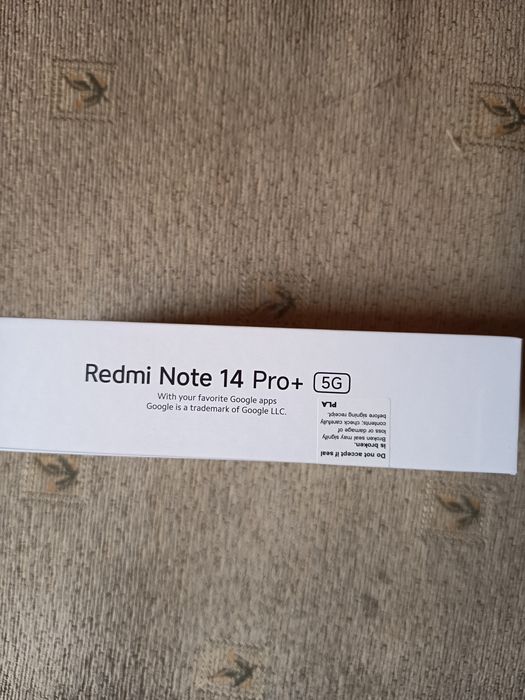 Redmi Note 14 Pro+ 5G
With your favorite Google apps
Google is a trademark of Google LLC.
Do not accept if seal
is broken.
Broken seal may signify
loss or damage of
contents; check carefully
before signing receipt.
PLA